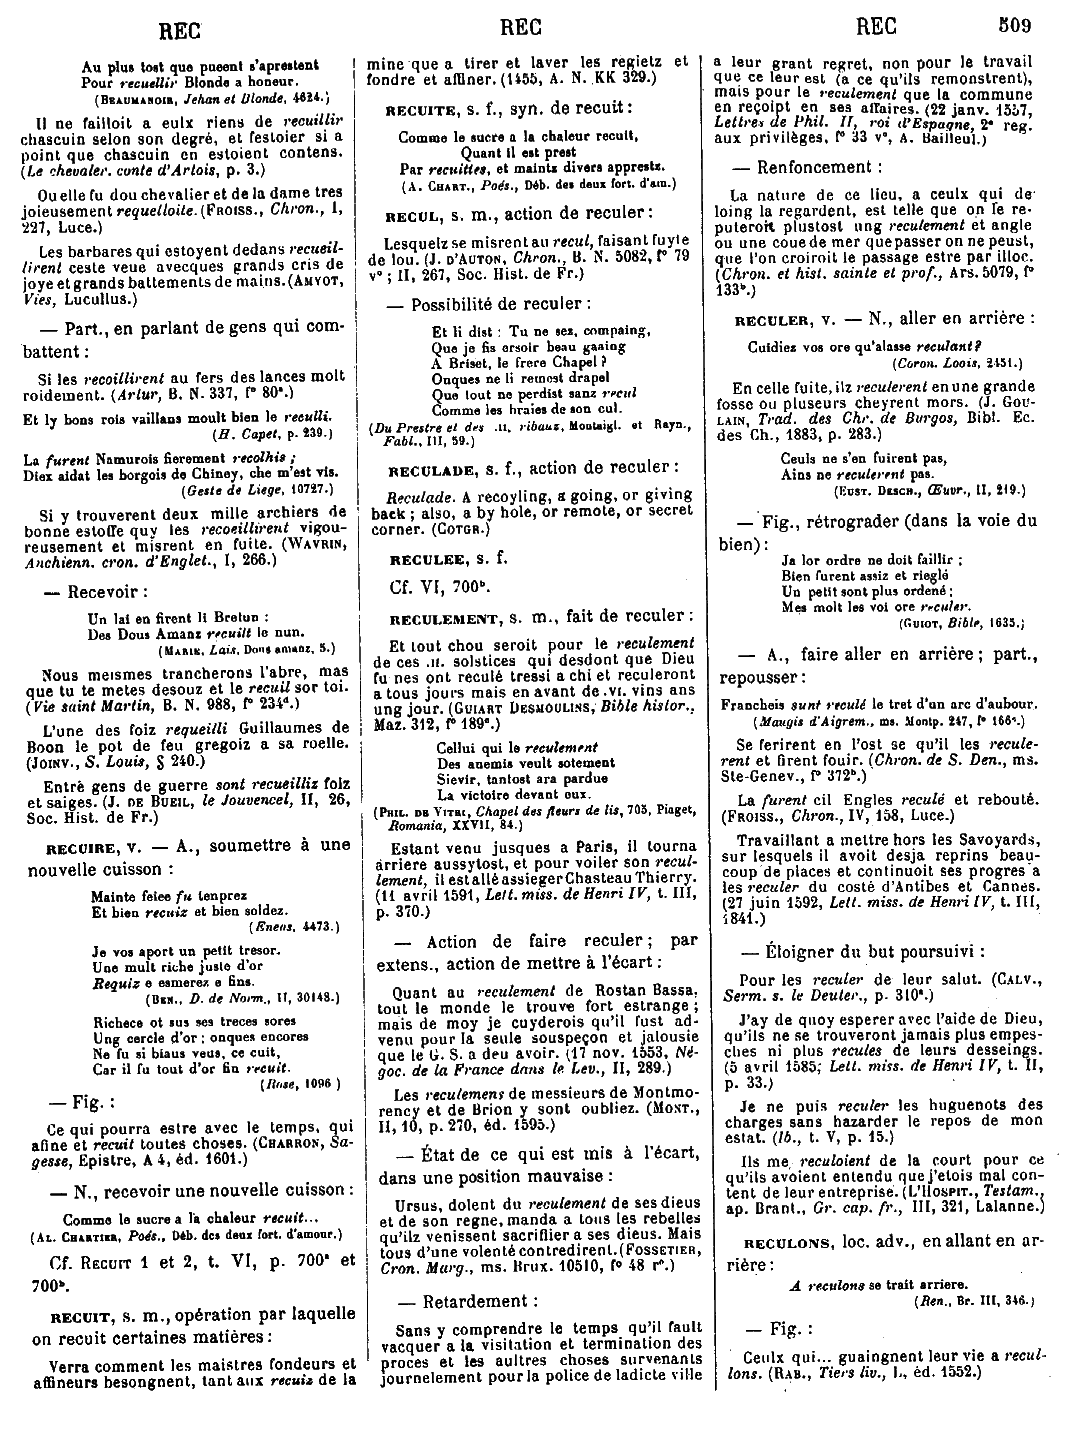 REC
REC
REC 509
Au plus tost que pueent s'aprestent
Pour recuellir Blonde a honeur.
(BEAUMANOIR, Jehan et Blonde, 4624.)
Il ne failloit a eulx riens de recuillir
chascuin selon son degré, et festoier si a
point que chascuin en estoient contens.
(Le chevaler. conte d'Artois, p. 3.)
Ou elle fu dou chevalier et de la dame tres
joieusement requelloite. (FROISS., Chron., I,
227, Luce.)
Les barbares qui estoyent dedans recueil-
lirent ceste veue avecques grands cris de
joye et grands battements de mains. (AMYOT,
Vies, Lucullus.)
— Part., en parlant de gens qui com-
battent :
Si les recoillirent au fers des lances molt
roidement. (Artur, B. N. 337, f° 80ª.)
Et ly bons rois vaillans moult bien le recully.
(H. Capet, p. 239.)
La furent Namurois fierement recolhis ;
Diex aidat les borgois de Chiney, che m'est vis.
(Geste de Liege, 10727.)
Si y trouverent deux mille archiers de
bonne estoffe quy les recoeillirent vigou-
reusement et misrent en fuite. (WAVRIN,
Anchienn. cron. d'Englet., I, 266.)
— Recevoir :
Un lai en firent li Breton :
Des Dous Amanz recuilt le nun.
(MARIE, Lais, Dous amanz, 5.)
Nous meismes trancherons l'abre, mas
que tu te metes desouz et le recuil sor toi.
(Vie saint Martin, B. N. 988, f° 234ᵈ.)
L'une des foiz requeilli Guillaumes de
Boon le pot de feu gregoiz a sa roelle.
(JOINV., S. Louis, § 240.)
Entre gens de guerre sont recueilliz folz
et saiges. (J. DE BUEIL, le Jouvencel, II, 26,
Soc. Hist. de Fr.)
RECUIRE, v. — A., soumettre à une
nouvelle cuisson :
Mainte feiee fu temprez
Et bien recuiz et bien soldez.
(Eneas, 4473.)
Je vos aport un petit tresor.
Une mult riche juste d'or
Requiz e esmerez e fins.
(BEN., D. de Norm., II, 30148.)
Richece ot sus ses treces sores
Ung cercle d'or ; onques encores
Ne fu si biaus veus, ce cuit,
Car il fu tout d'or fin recuit.
(Rose, 1096.)
— Fig. :
Ce qui pourra estre avec le temps, qui
afine et recuit toutes choses. (CHARRON, Sa-
gesse, Epistre, A 4, éd. 1601.)
— N., recevoir une nouvelle cuisson :
Comme le sucre a la chaleur recuit...
(AL. CHARTIER, Poés., Déb. des deux fort. d'amour.)
Cf. RECUIT 1 et 2, t. VI, p. 700ª et
700ᵇ.
RECUIT, s. m., opération par laquelle
on recuit certaines matières :
Verra comment les maistres fondeurs et
affineurs besongnent, tant aux recuiz de la
mine que a tirer et laver les regietz et
fondre et affiner. (1455, A. N. KK 329.)
RECUITE, s. f., syn. de recuit :
Comme le sucre a la chaleur recuit,
Quant il est prest
Par recuittes, et maints divers apprestz.
(A. CHART., Poés., Déb. des deux fort. d'am.)
RECUL, s. m., action de reculer :
Lesquelz se misrent au recul, faisant fuyte
de lou. (J. D'AUTON, Chron., B. N. 5082, f° 79
v° ; II, 267, Soc. Hist. de Fr.)
— Possibilité de reculer :
Et li dist : Tu ne sez, compaing,
Que je fis ersoir beau gaaing
A Briset, le frere Chapel ?
Onques ne li remost drapel
Que tout ne perdist sanz recul
Comme les braies de son cul.
(Du Prestre et des .II. ribauz, Montaigl. et Rayn.,
Fabl., III, 59.)
RECULADE, s. f., action de reculer :
Reculade. A recoyling, a going, or giving
back ; also, a by hole, or remote, or secret
corner. (COTGR.)
RECULEE, s. f.
Cf. VI, 700ᵇ.
RECULEMENT, s. m., fait de reculer :
Et tout chou seroit pour le reculement
de ces .II. solstices qui desdont que Dieu
fu nes ont reculé tressi a chi et reculeront
a tous jours mais en avant de .VI. vins ans
ung jour. (GUIART DESMOULINS, Bible histor.,
Maz. 312, f° 189ª.)
Cellui qui le reculement
Des anemis veult sotement
Sievir, tantost ara pardue
La victoire devant oux.
(PHIL. DE VITRI, Chapel des fleurs de lis, 705, Piaget,
Romania, XXVII, 84.)
Estant venu jusques a Paris, il tourna
arriere aussytost, et pour voiler son recul-
lement, il est allé assieger Chasteau Thierry.
(11 avril 1591, Lett. miss. de Henri IV, t. III,
p. 370.)
— Action de faire reculer ; par
extens., action de mettre à l'écart :
Quant au reculement de Rostan Bassa,
tout le monde le trouve fort estrange ;
mais de moy je cuyderois qu'il fust ad-
venu pour la seule souspeçon et jalousie
que le G. S. a deu avoir. (17 nov. 1553, Né-
goc. de la France dans le Lev., II, 289.)
Les reculemens de messieurs de Montmo-
rency et de Brion y sont oubliez. (MONT.,
II, 10, p. 270, éd. 1595.)
— État de ce qui est mis à l'écart,
dans une position mauvaise :
Ursus, dolent du reculement de ses dieus
et de son regne, manda a tous les rebelles
qu'ilz venissent sacriflier a ses dieus. Mais
tous d'une volenté contredirent. (FOSSETIER,
Cron. Marg., ms. Brux. 10510, f° 48 r°.)
— Retardement :
Sans y comprendre le temps qu'il fault
vacquer a la visitation et termination des
proces et les aultres choses survenants
journelement pour la police de ladicte ville
a leur grant regret, non pour le travail
que ce leur est (a ce qu'ils remonstrent),
mais pour le reculement que la commune
en reçoipt en ses affaires. (22 janv. 1557,
Lettres de Phil. II, roi d'Espagne, 2ᵉ reg.
aux privilèges, f° 33 v°, A. Bailleul.)
— Renfoncement :
La nature de ce lieu, a ceulx qui de
loing la regardent, est telle que on le re-
puteroit plustost ung reculement et angle
ou une coue de mer que passer on ne peust,
que l'on croiroit le passage estre par illoc.
(Chron. et hist. sainte et prof., Ars. 5079, f°
133ᵇ.)
RECULER, v. — N., aller en arrière :
Cuidiez vos ore qu'alasse reculant ?
(Coron. Loois, 2451.)
En celle fuite, ilz reculerent en une grande
fosse ou pluseurs cheyrent mors. (J. GOU-
LAIN, Trad. des Chr. de Burgos, Bibl. Ec.
des Ch., 1883, p. 283.)
Ceuls ne s'en fuirent pas,
Ains ne reculerent pas.
(EUST. DESCH., Œuvr., II, 219.)
— Fig., rétrograder (dans la voie du
bien) :
Ja lor ordre ne doit faillir ;
Bien furent assiz et rieglé
Un petit sont plus ordené ;
Mes molt les voi ore reculer.
(GUIOT, Bible, 1635.)
— A., faire aller en arrière ; part.,
repousser :
Francheis sunt reculé le tret d'un arc d'aubour.
(Maugis d'Aigrem., ms. Montp. 247, f° 166ᵃ.)
Se ferirent en l'ost se qu'il les recule-
rent et firent fouir. (Chron. de S. Den., ms.
Ste-Genev., f° 372ᵇ.)
La furent cil Engles reculé et rebouté.
(FROISS., Chron., IV, 158, Luce.)
Travaillant a mettre hors les Savoyards,
sur lesquels il avoit desja reprins beau-
coup de places et continuoit ses progres a
les reculer du costé d'Antibes et Cannes.
(27 juin 1592, Lett. miss. de Henri IV, t. III,
1841.)
— Éloigner du but poursuivi :
Pour les reculer de leur salut. (CALV.,
Serm. s. le Deuter., p. 310ª.)
J'ay de quoy esperer avec l'aide de Dieu,
qu'ils ne se trouveront jamais plus empes-
ches ni plus recules de leurs desseings.
(5 avril 1585; Lett. miss. de Henri IV, t. II,
p. 33.)
Je ne puis reculer les huguenots des
charges sans hazarder le repos de mon
estat. (Ib., t. V, p. 15.)
Ils me reculoient de la court pour ce
qu'ils avoient entendu que j'etois mal con-
tent de leur entreprise. (L'HOSPIT., Testam.,
ap. Brant., Gr. cap. fr., III, 321, Lalanne.)
RECULONS, loc. adv., en allant en ar-
rière :
A reculons se trait arriere.
(Ren., Br. III, 346.)
— Fig. :
Ceulx qui... guaingnent leur vie a recul-
lons. (RAB., Tiers liv., I., éd. 1552.)